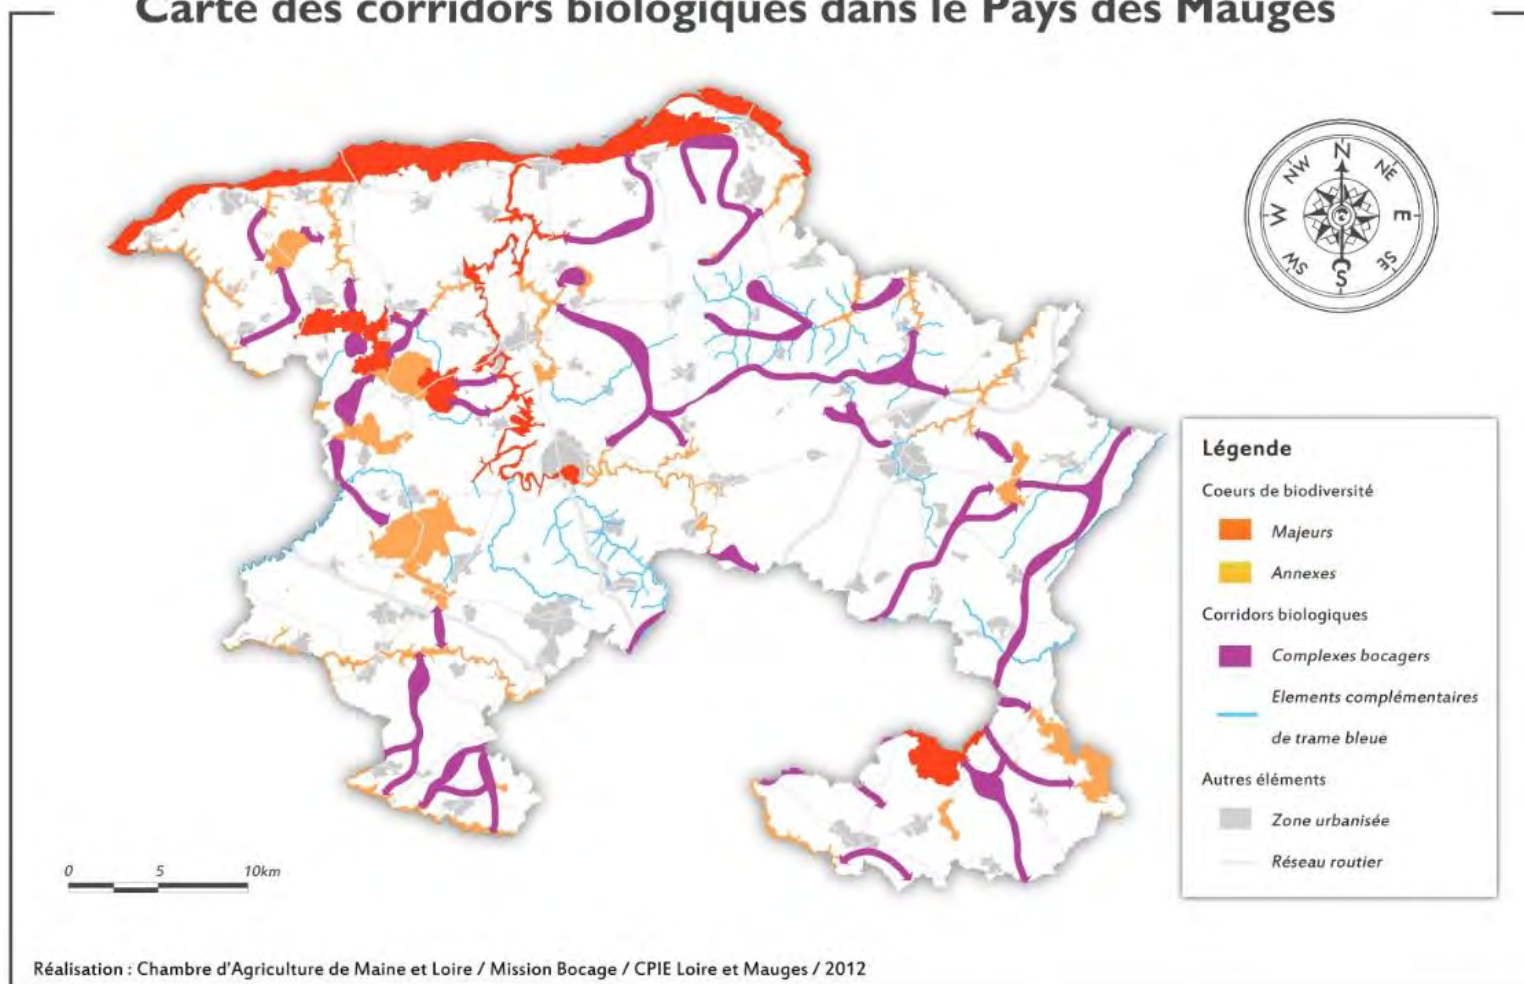 Carte des corridors biologiques dans le Pays des Mauges
N
NW
NE
W
E
SW
SE
S
Légende
Coeurs de biodiversité
Majeurs
Annexes
Corridors biologiques
Complexes bocagers
Elements complémentaires
de trame bleue
Autres éléments
Zone urbanisée
Réseau routier
0 5 10km
Réalisation : Chambre d'Agriculture de Maine et Loire / Mission Bocage / CPIE Loire et Mauges / 2012